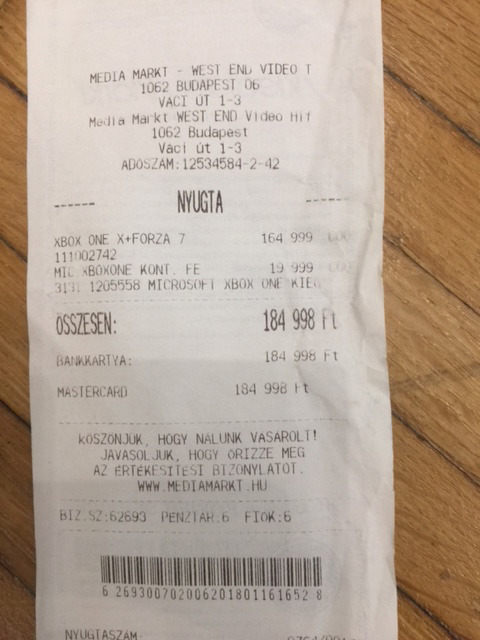 MEDIA MARKT - WEST END VIDEO T
1062 BUDAPEST 06
VACI ÚT 1-3
Media Markt WEST END Video Hif
1062 Budapest
Váci út 1-3
ADÓSZÁM:12534584-2-42
------ NYUGTA ------
XBOX ONE X+FORZA 7 164 999
111002742
MIC XBOXONE KONT. FE 19 999
3131 1205558 MICROSOFT XBOX ONE KIEG
ÖSSZESEN: 184 998 Ft
BANKKÁRTYA: 184 998 Ft
MASTERCARD 184 998 Ft
KÖSZÖNJÜK, HOGY NÁLUNK VÁSÁROLT!
JAVASOLJUK, HOGY ŐRIZZE MEG
AZ ÉRTÉKESÍTÉSI BIZONYLATOT.
WWW.MEDIAMARKT.HU
BIZ.SZ:62693 PÉNZTÁR:6 FIÓK:6
6 269300702006201801161652 8
NYUGTASZÁM: